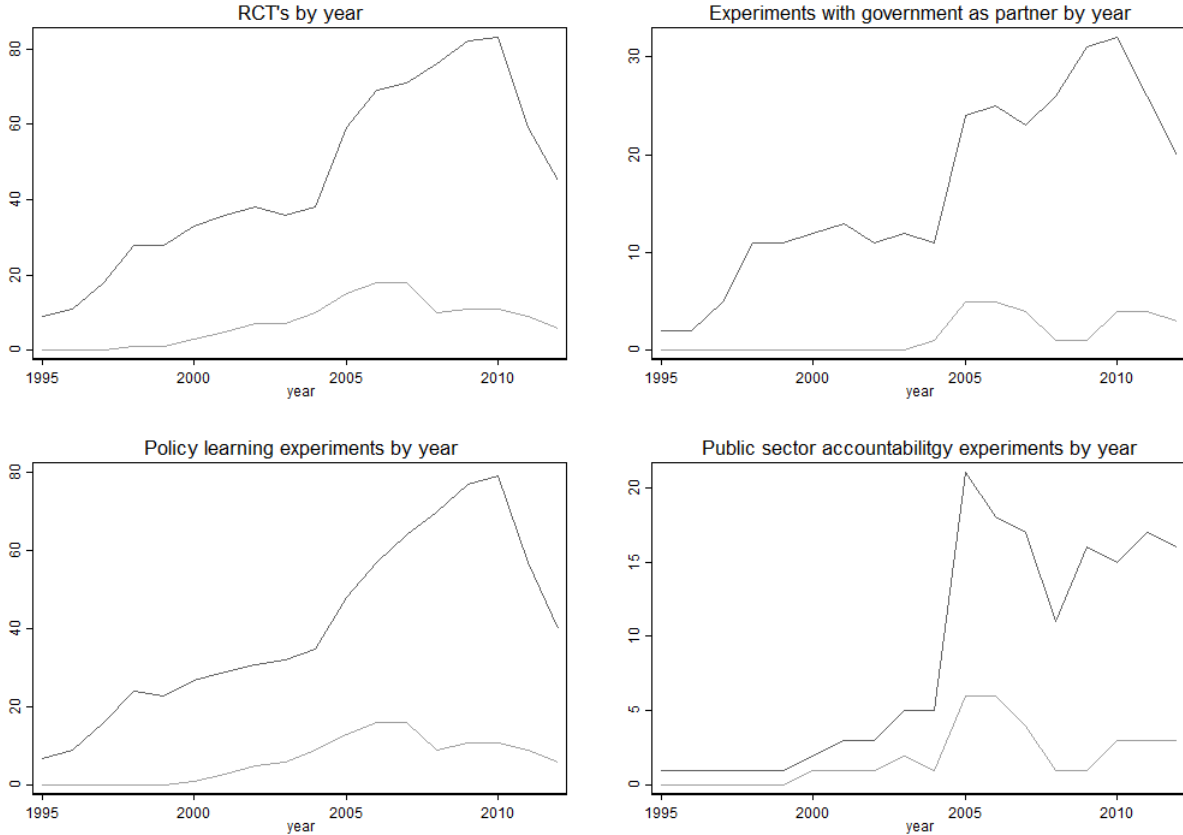 RCT's by year
80
60
40
20
0
1995 2000 2005 2010
year
Experiments with government as partner by year
30
20
10
0
1995 2000 2005 2010
year
Policy learning experiments by year
80
60
40
20
0
1995 2000 2005 2010
year
Public sector accountabilitgy experiments by year
20
15
10
5
0
1995 2000 2005 2010
year